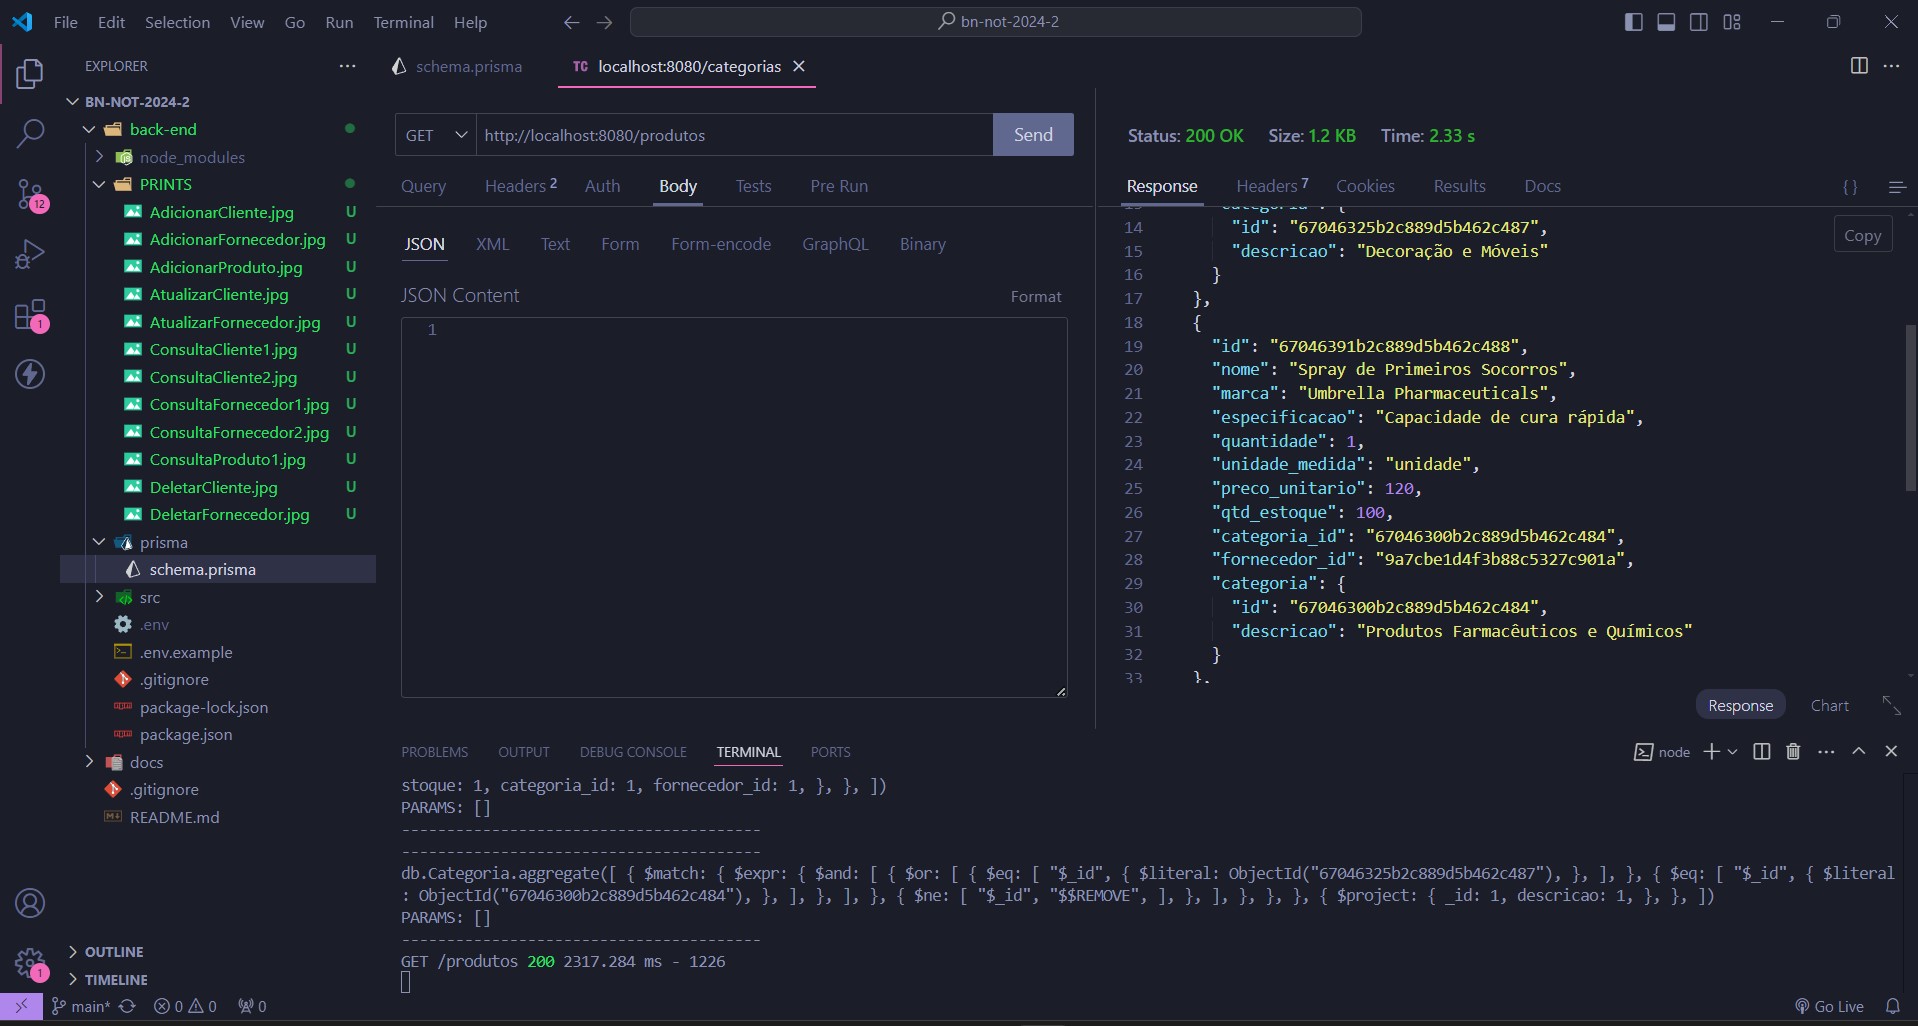 File Edit Selection View Go Run Terminal Help
bn-not-2024-2
EXPLORER
BN-NOT-2024-2
back-end
node_modules
PRINTS
AdicionarCliente.jpg U
AdicionarFornecedor.jpg U
AdicionarProduto.jpg U
AtualizarCliente.jpg U
AtualizarFornecedor.jpg U
ConsultaCliente1.jpg U
ConsultaCliente2.jpg U
ConsultaFornecedor1.jpg U
ConsultaFornecedor2.jpg U
ConsultaProduto1.jpg U
DeletarCliente.jpg U
DeletarFornecedor.jpg U
prisma
schema.prisma
src
.env
.env.example
.gitignore
package-lock.json
package.json
docs
.gitignore
README.md
OUTLINE
TIMELINE
12
1
1
schema.prisma
TC localhost:8080/categorias
GET http://localhost:8080/produtos Send
Query Headers 2 Auth Body Tests Pre Run
JSON XML Text Form Form-encode GraphQL Binary
JSON Content Format
1
Status: 200 OK Size: 1.2 KB Time: 2.33 s
Response Headers 7 Cookies Results Docs { }
Copy
13 "categoria": {
14 "id": "67046325b2c889d5b462c487",
15 "descricao": "Decoração e Móveis"
16 }
17 },
18 {
19 "id": "67046391b2c889d5b462c488",
20 "nome": "Spray de Primeiros Socorros",
21 "marca": "Umbrella Pharmaceuticals",
22 "especificacao": "Capacidade de cura rápida",
23 "quantidade": 1,
24 "unidade_medida": "unidade",
25 "preco_unitario": 120,
26 "qtd_estoque": 100,
27 "categoria_id": "67046300b2c889d5b462c484",
28 "fornecedor_id": "9a7cbe1d4f3b88c5327c901a",
29 "categoria": {
30 "id": "67046300b2c889d5b462c484",
31 "descricao": "Produtos Farmacêuticos e Químicos"
32 }
33 },
Response Chart
PROBLEMS OUTPUT DEBUG CONSOLE TERMINAL PORTS
node
stoque: 1, categoria_id: 1, fornecedor_id: 1, }, }, ])
PARAMS: []
----------------------------------------
----------------------------------------
db.Categoria.aggregate([ { $match: { $expr: { $and: [ { $or: [ { $eq: [ "$_id", { $literal: ObjectId("67046325b2c889d5b462c487"), }, ], }, { $eq: [ "$_id", { $literal
: ObjectId("67046300b2c889d5b462c484"), }, ], }, ], }, { $ne: [ "$_id", "$$REMOVE", ], }, ], }, }, }, { $project: { _id: 1, descricao: 1, }, }, ])
PARAMS: []
----------------------------------------
GET /produtos 200 2317.284 ms - 1226
main* 0 0 0
Go Live